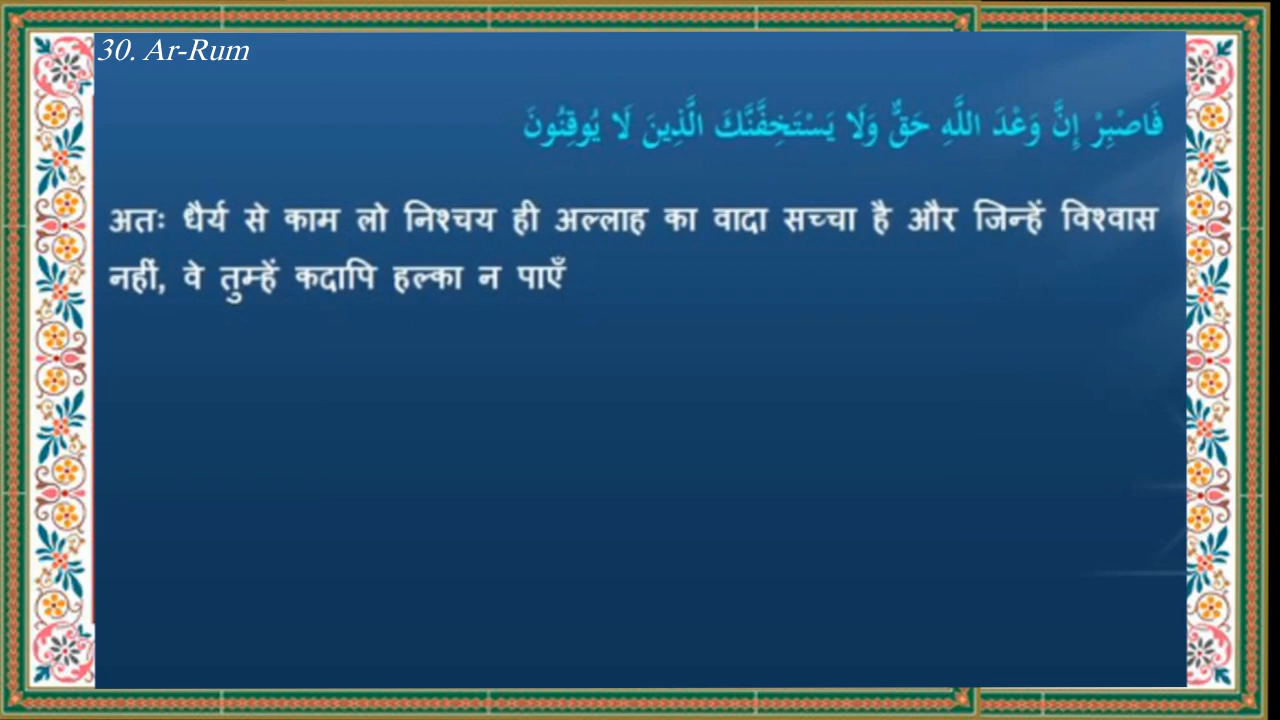 30. Ar-Rum
فَاصْبِرْ إِنَّ وَعْدَ اللَّهِ حَقٌّ وَلَا يَسْتَخِفَّنَّكَ الَّذِينَ لَا يُوقِنُونَ
अतः धैर्य से काम लो निश्चय ही अल्लाह का वादा सच्चा है और जिन्हें विश्वास
नहीं, वे तुम्हें कदापि हल्का न पाएँ